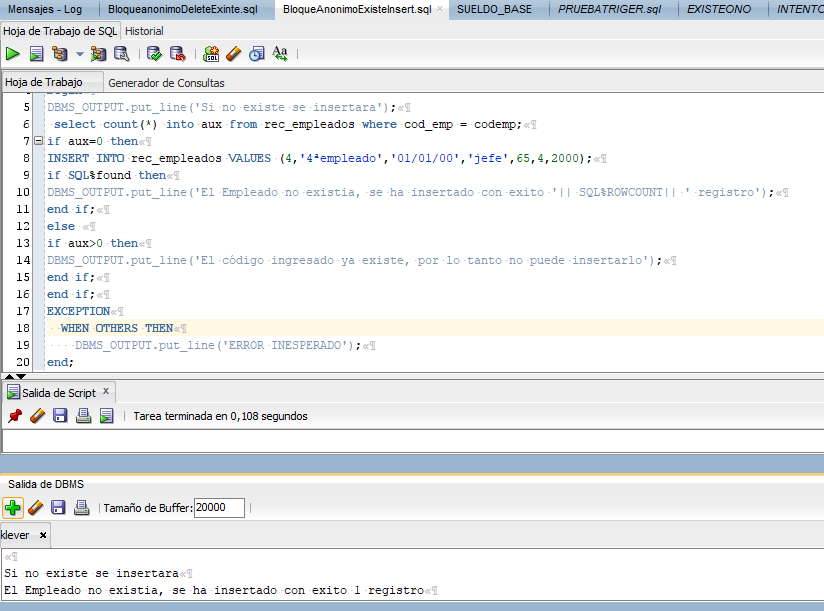 Mensajes - Log BloqueanonimoDeleteExinte.sql BloqueAnonimoExisteInsert.sql SUELDO_BASE PRUEBATRIGER.sql EXISTEONO INTENTO
Hoja de Trabajo de SQL Historial
Hoja de Trabajo Generador de Consultas
5 DBMS_OUTPUT.put_line('Si no existe se insertara');
6 select count(*) into aux from rec_empleados where cod_emp = codemp;
7 if aux=0 then
8 INSERT INTO rec_empleados VALUES (4,'4ªempleado','01/01/00','jefe',65,4,2000);
9 if SQL%found then
10 DBMS_OUTPUT.put_line('El Empleado no existia, se ha insertado con exito '|| SQL%ROWCOUNT|| ' registro');
11 end if;
12 else
13 if aux>0 then
14 DBMS_OUTPUT.put_line('El código ingresado ya existe, por lo tanto no puede insertarlo');
15 end if;
16 end if;
17 EXCEPTION
18 WHEN OTHERS THEN
19 DBMS_OUTPUT.put_line('ERROR INESPERADO');
20 end;
Salida de Script x
Tarea terminada en 0,108 segundos
Salida de DBMS
Tamaño de Buffer: 20000
klever x
Si no existe se insertara
El Empleado no existia, se ha insertado con exito 1 registro